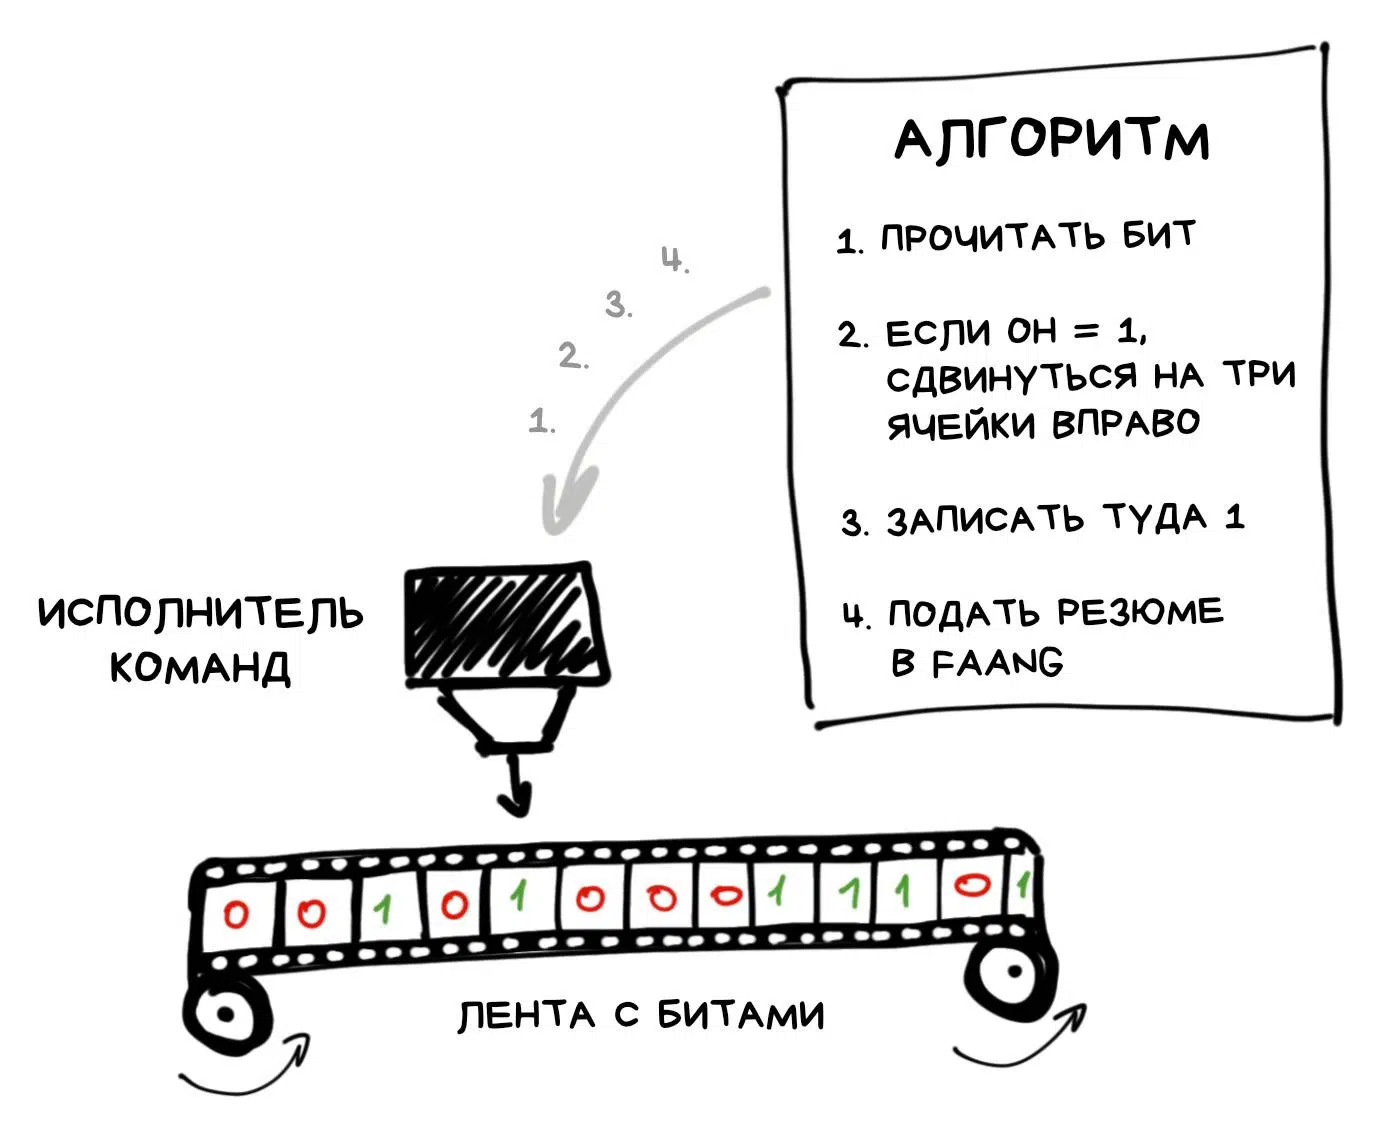 АЛГОРИТМ
1. ПРОЧИТАТЬ БИТ
2. ЕСЛИ ОН = 1,
СДВИНУТЬСЯ НА ТРИ
ЯЧЕЙКИ ВПРАВО
3. ЗАПИСАТЬ ТУДА 1
4. ПОДАТЬ РЕЗЮМЕ
В FAANG
4.
3.
2.
1.
ИСПОЛНИТЕЛЬ
КОМАНД
0 0 1 0 1 0 0 0 1 1 1 0 1
ЛЕНТА С БИТАМИ